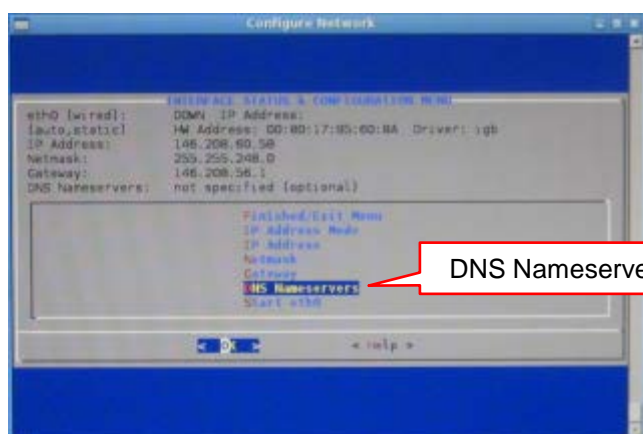 Configure Network
INTERFACE STATUS & CONFIGURATION MENU
eth0 [wired]: DOWN IP Address:
[auto,static] HW Address: 00:80:17:85:60:8A Driver: igb
IP Address: 146.208.60.50
Netmask: 255.255.248.0
Gateway: 146.208.56.1
DNS Nameservers: not specified (optional)
Finished/Exit Menu
IP Address Mode
IP Address
Netmask
Gateway
DNS Nameservers
DNS Nameserve
Start eth0
< OK > < Help >